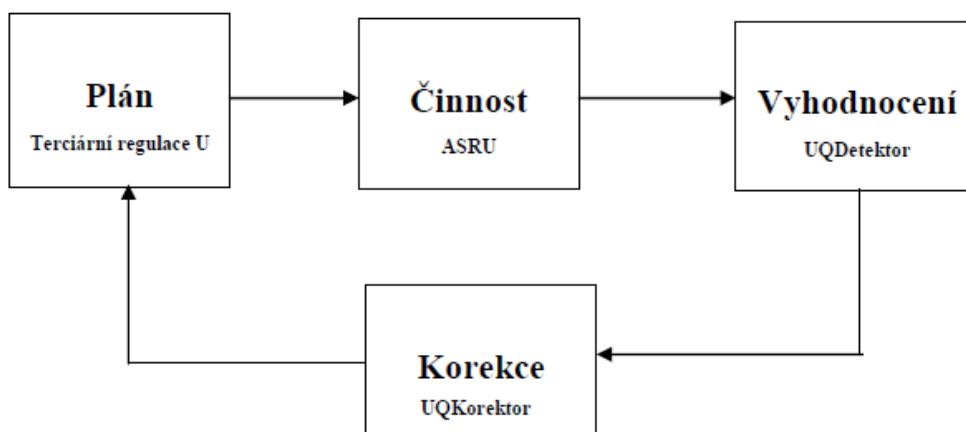 Plán
Terciární regulace U
Činnost
ASRU
Vyhodnocení
UQDetektor
Korekce
UQKorektor